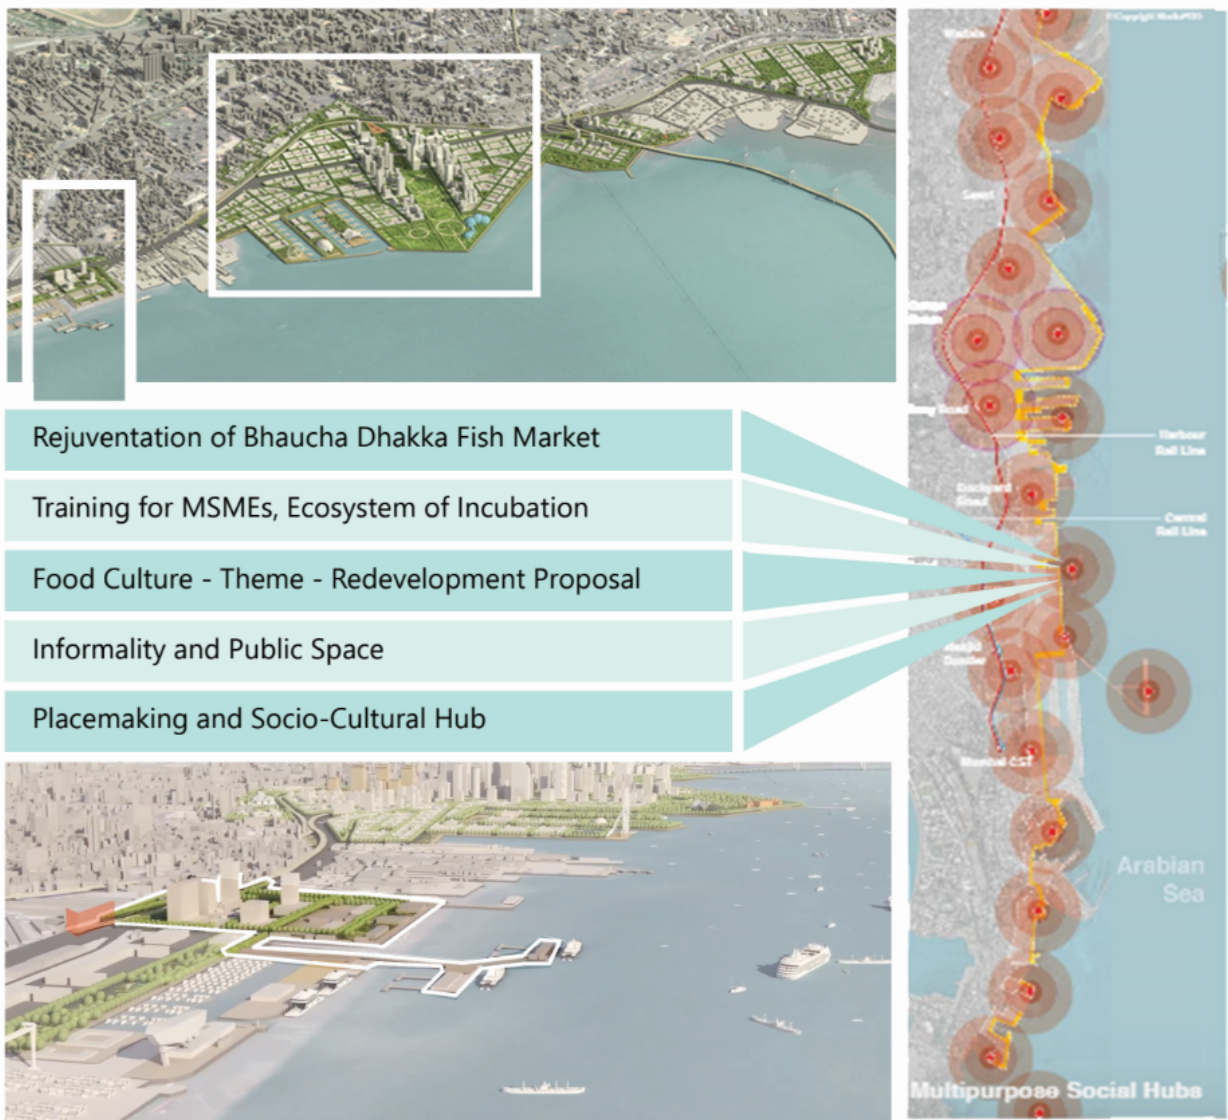 Rejuventation of Bhaucha Dhakka Fish Market
Training for MSMEs, Ecosystem of Incubation
Food Culture - Theme - Redevelopment Proposal
Informality and Public Space
Placemaking and Socio-Cultural Hub
Wadala
Sewri
Road
Harbour
Rail Line
Dockyard
Road
Central
Rail Line
Masjid
Bunder
Mumbai CST
Arabian
Sea
Multipurpose Social Hubs